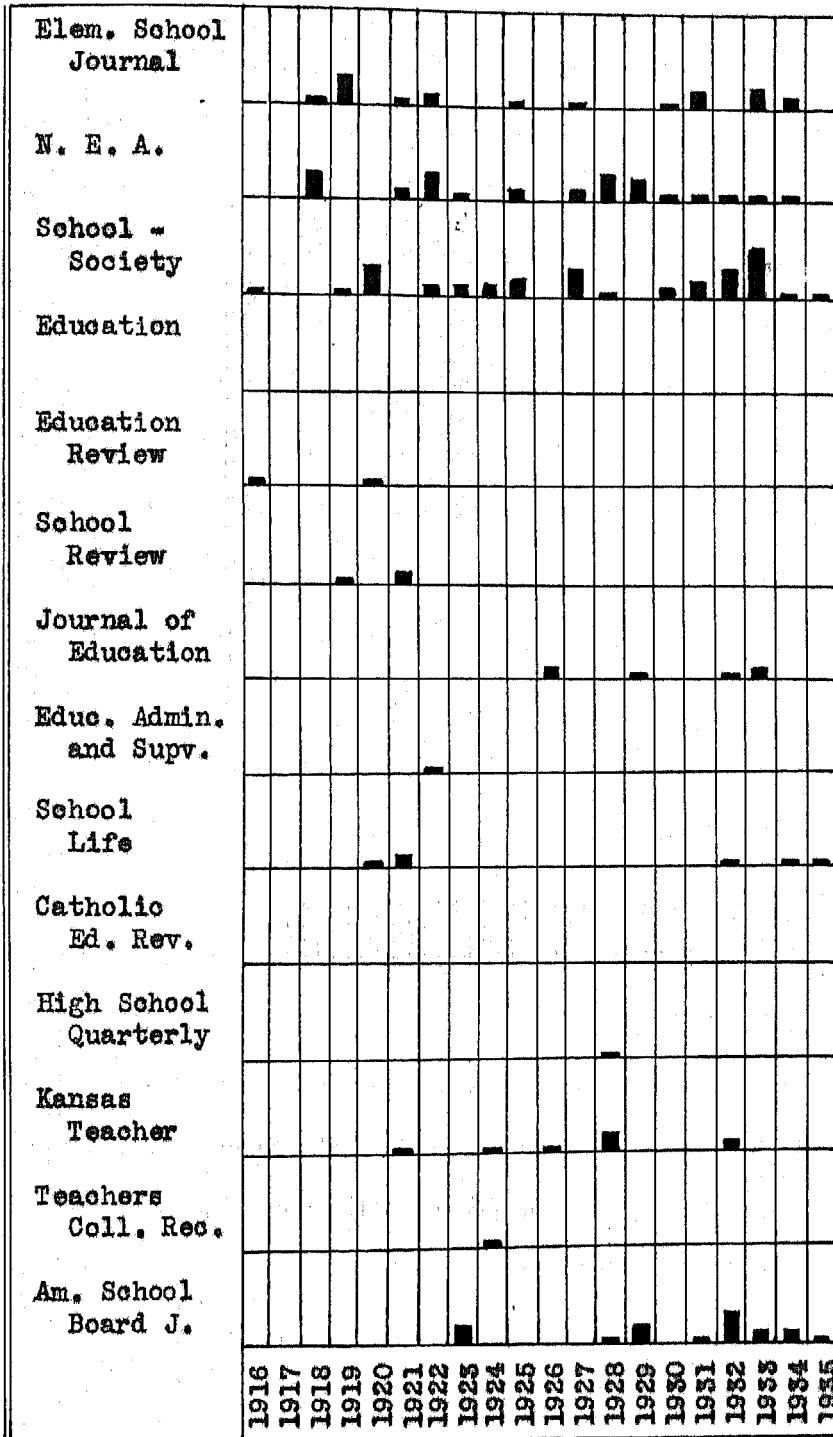 Elem. School
Journal
N. E. A.
School -
Society
Education
Education
Review
School
Review
Journal of
Education
Educ. Admin.
and Supv.
School
Life
Catholic
Ed. Rev.
High School
Quarterly
Kansas
Teacher
Teachers
Coll. Rec.
Am. School
Board J.
1916
1917
1918
1919
1920
1921
1922
1923
1924
1925
1926
1927
1928
1929
1930
1931
1932
1933
1934
1935